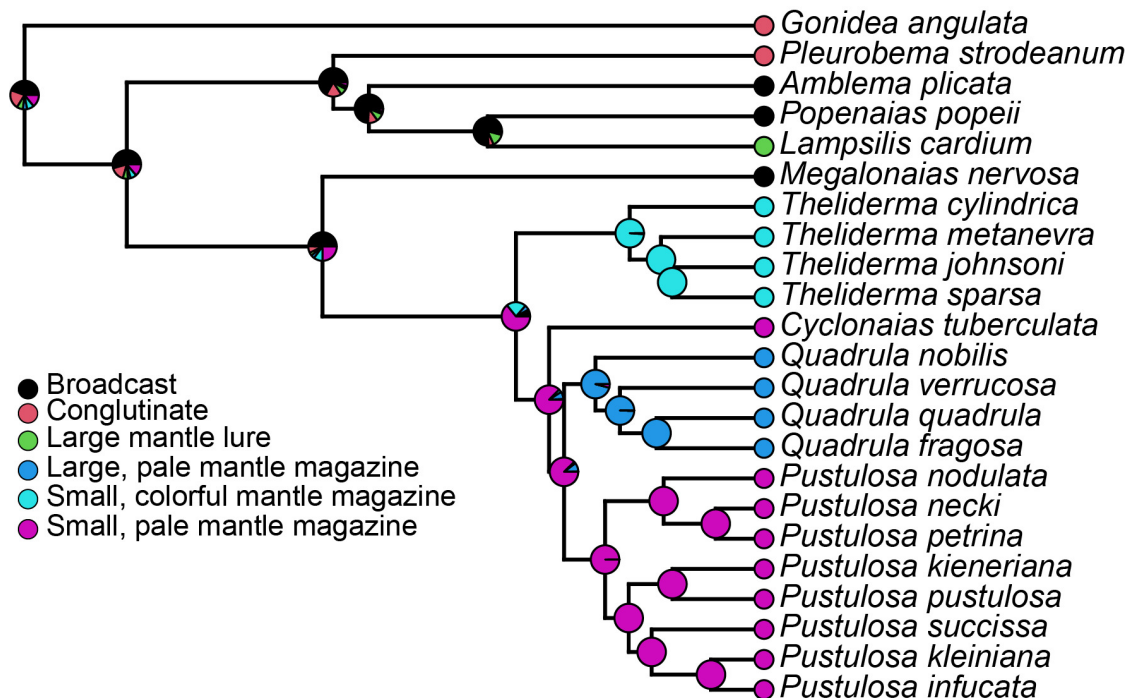 Gonidea angulata
Pleurobema strodeanum
Amblema plicata
Popenaias popeii
Lampsilis cardium
Megalonaias nervosa
Theliderma cylindrica
Theliderma metanevra
Theliderma johnsoni
Theliderma sparsa
Cyclonaias tuberculata
Quadrula nobilis
Quadrula verrucosa
Quadrula quadrula
Quadrula fragosa
Pustulosa nodulata
Pustulosa necki
Pustulosa petrina
Pustulosa kieneriana
Pustulosa pustulosa
Pustulosa succissa
Pustulosa kleiniana
Pustulosa infucata
Broadcast
Conglutinate
Large mantle lure
Large, pale mantle magazine
Small, colorful mantle magazine
Small, pale mantle magazine